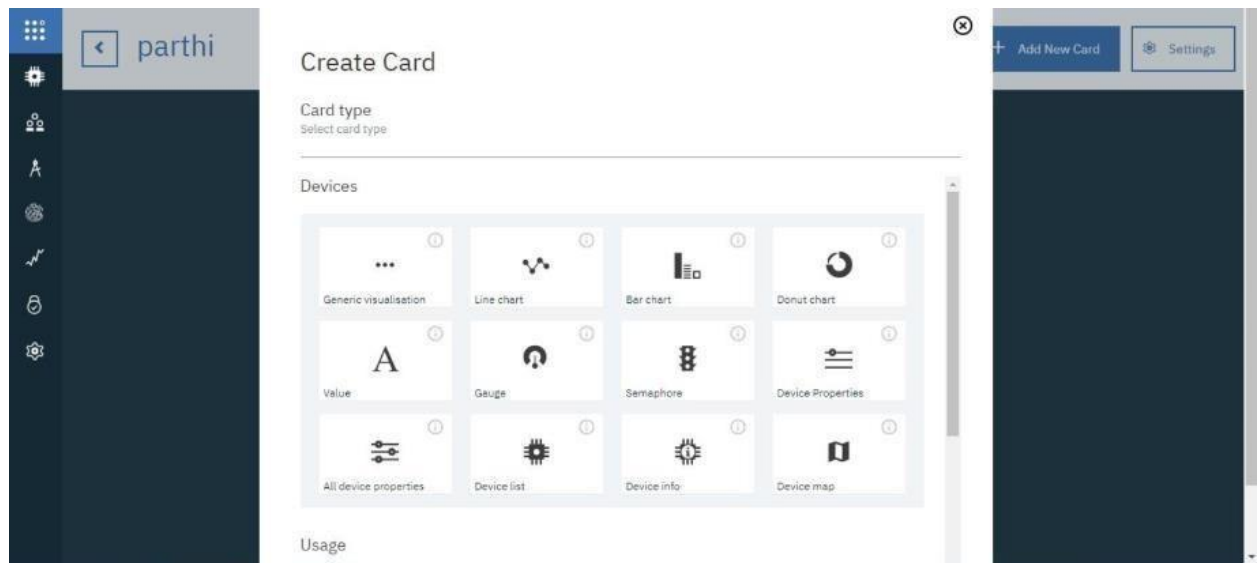 parthi
+ Add New Card
Settings
Create Card
Card type
Select card type
Devices
Generic visualisation
Line chart
Bar chart
Donut chart
A
Value
Gauge
Semaphore
Device Properties
All device properties
Device list
Device info
Device map
Usage